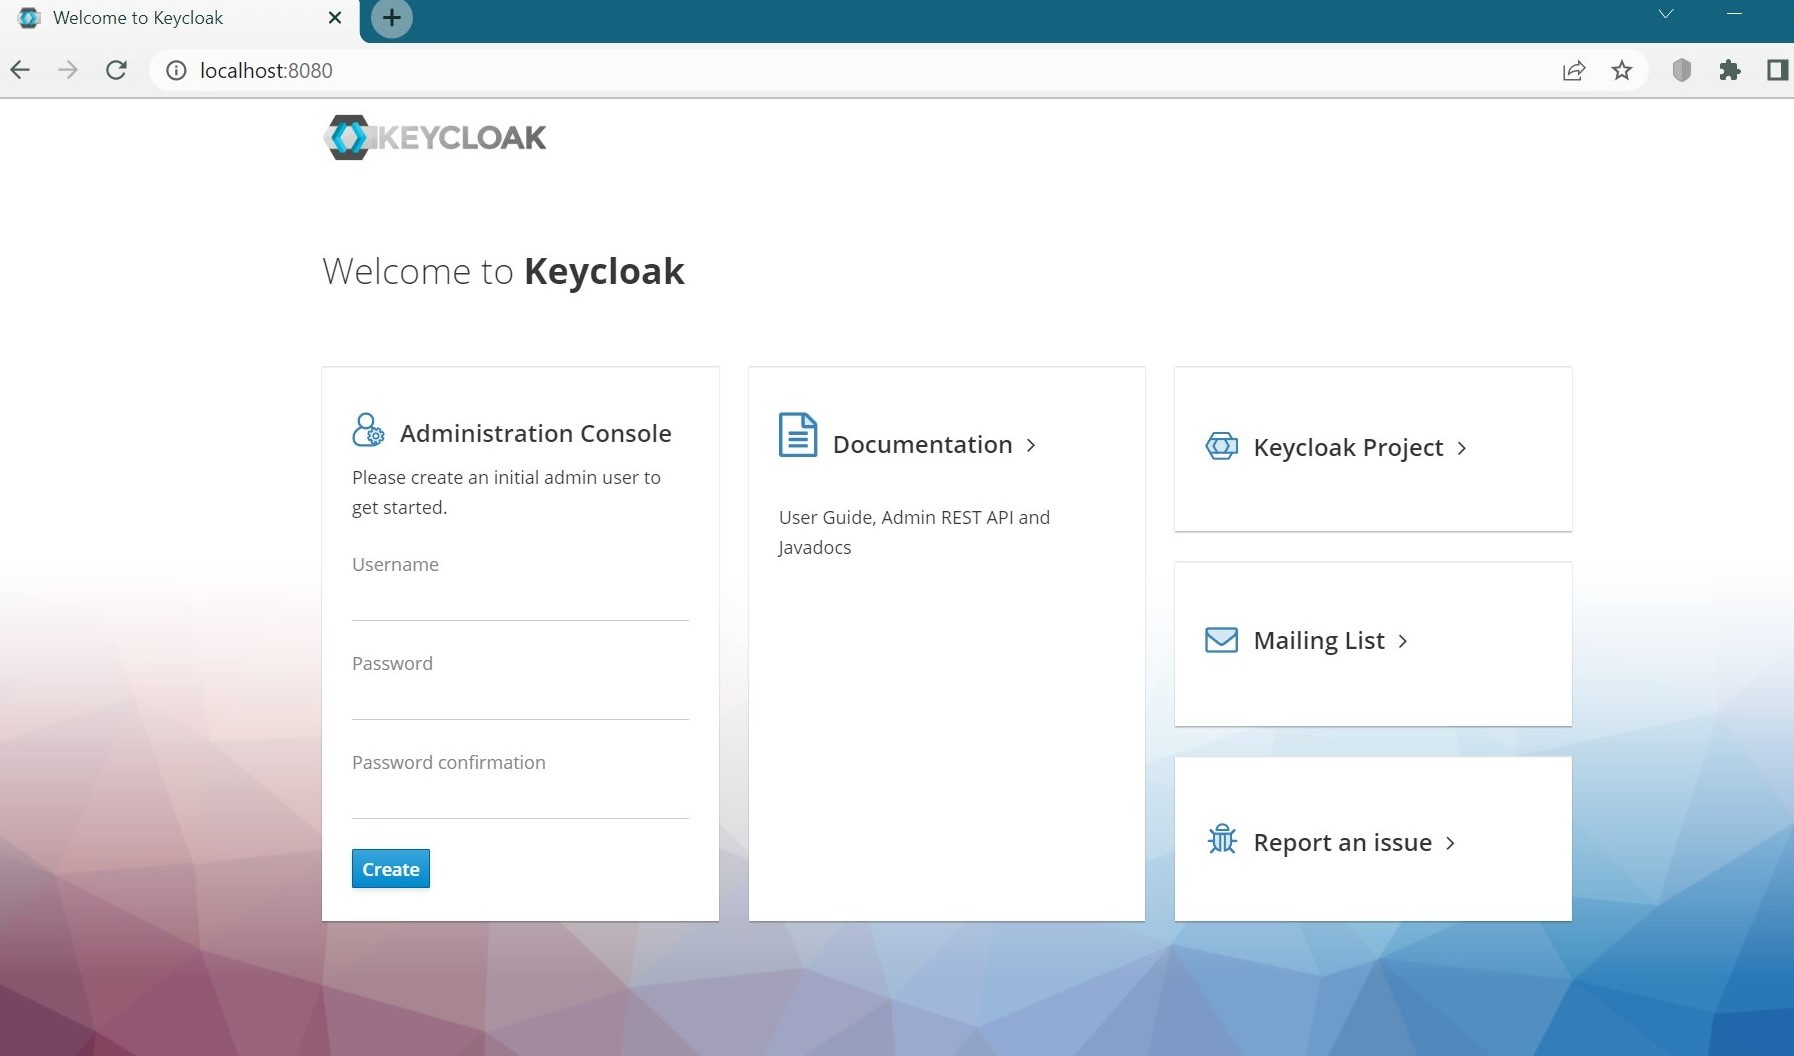 Welcome to Keycloak
localhost:8080
KEYCLOAK
Welcome to Keycloak
Administration Console
Please create an initial admin user to
get started.
Username
Password
Password confirmation
Create
Documentation
User Guide, Admin REST API and
Javadocs
Keycloak Project
Mailing List
Report an issue